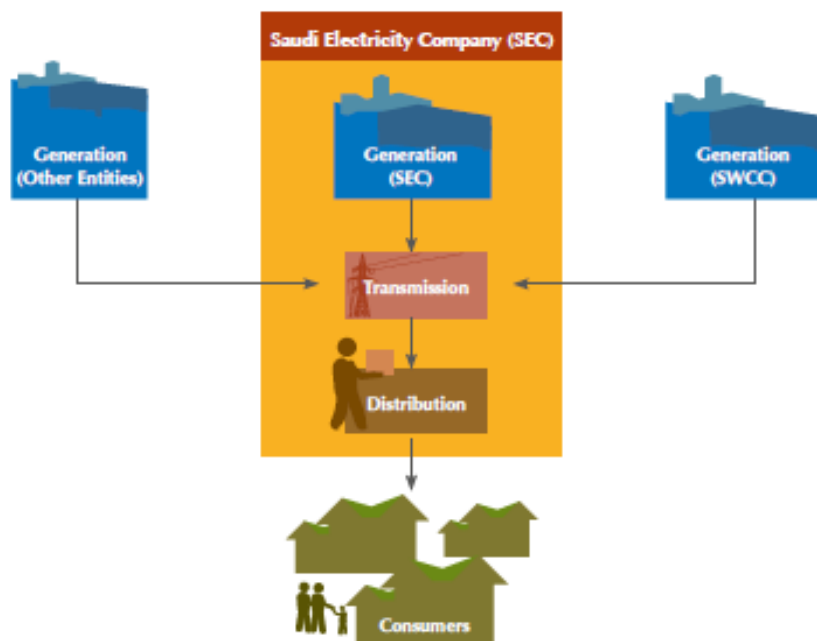 Saudi Electricity Company (SEC)
Generation
(Other Entities)
Generation
(SEC)
Generation
(SWCC)
Transmission
Distribution
Consumers